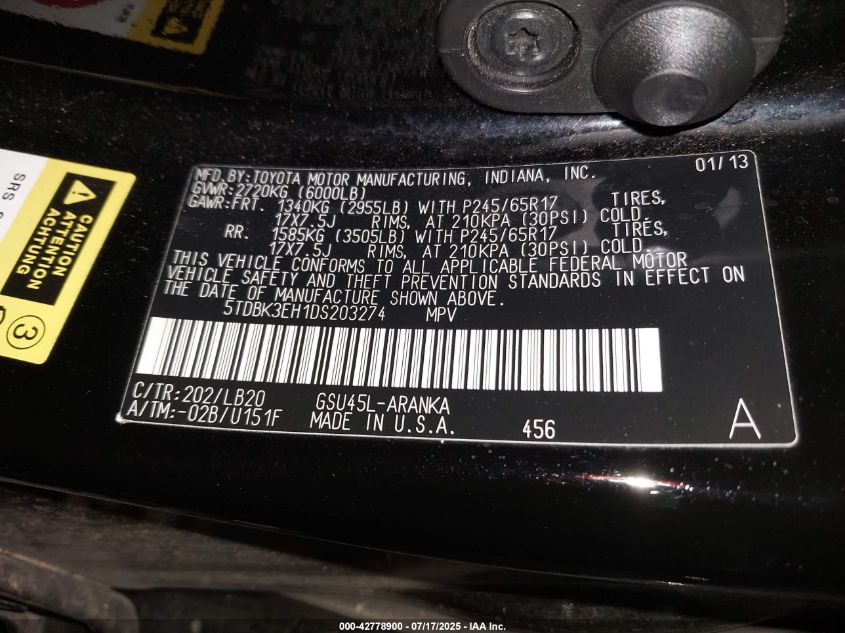 MFD. BY: TOYOTA MOTOR MANUFACTURING, INDIANA, INC. 01/13
GVWR: 2720KG (6000LB)
GAWR: FRT. 1340KG (2955LB) WITH P245/65R17 TIRES,
17X7.5J RIMS, AT 210KPA (30PSI) COLD.
RR. 1585KG (3505LB) WITH P245/65R17 TIRES,
17X7.5J RIMS, AT 210KPA (30PSI) COLD.
THIS VEHICLE CONFORMS TO ALL APPLICABLE FEDERAL MOTOR
VEHICLE SAFETY AND THEFT PREVENTION STANDARDS IN EFFECT ON
THE DATE OF MANUFACTURE SHOWN ABOVE.
5TDBK3EH1DS203274 MPV
C/TR: 202/LB20 GSU45L-ARANKA
A/TM: -02B/U151F MADE IN U.S.A. 456 A
CAUTION
ATTENTION
ACHTUNG
SRS
3
000-42778900 - 07/17/2025 - IAA Inc.